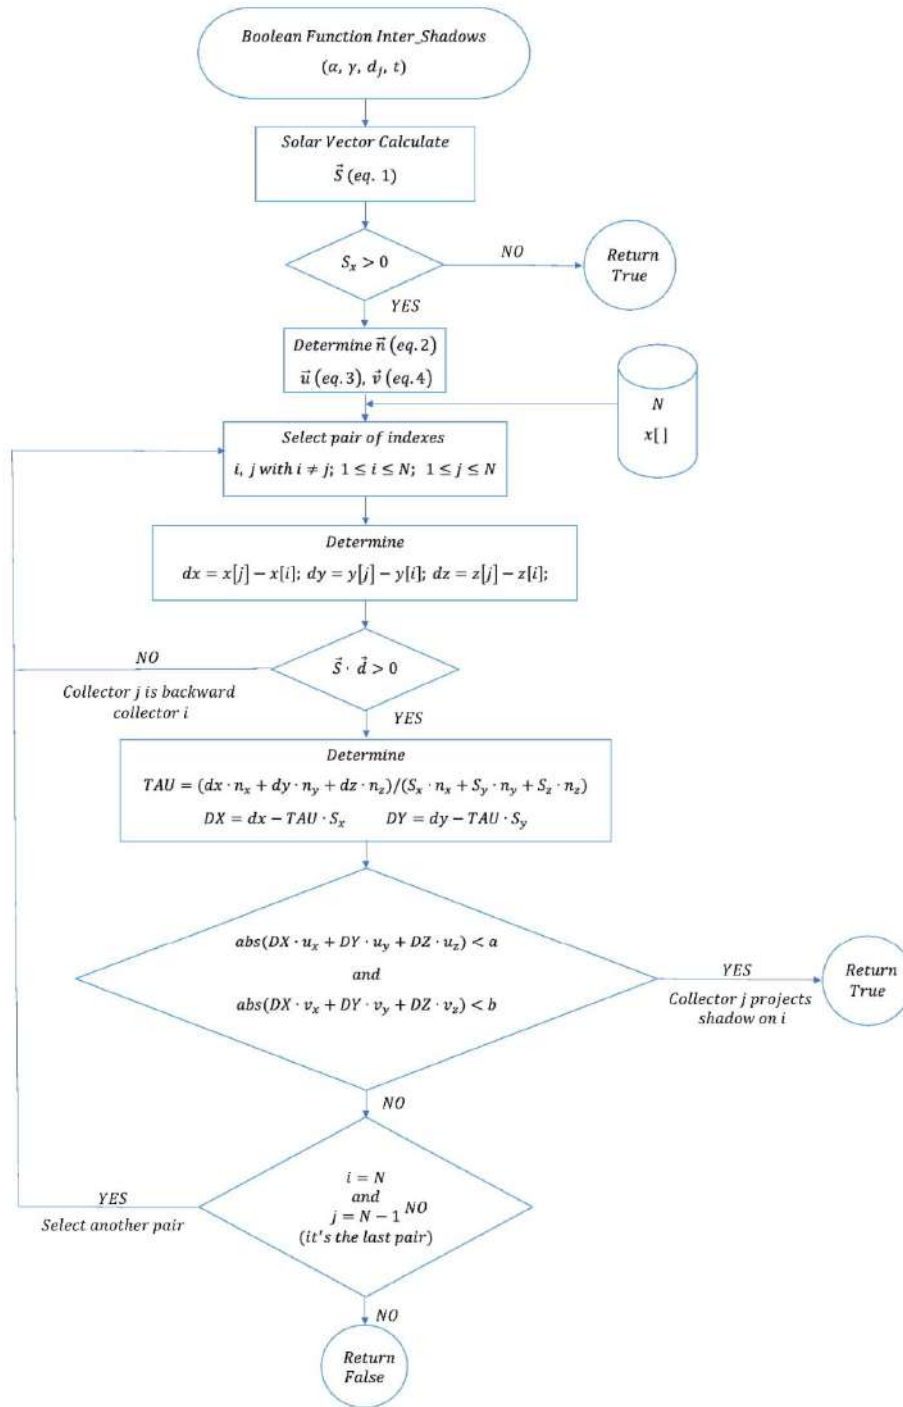 Boolean Function Inter_Shadows
(α, γ, d_j, t)
Solar Vector Calculate
S⃗ (eq. 1)
S_x > 0
NO
Return
True
YES
Determine n⃗ (eq. 2)
u⃗ (eq. 3), v⃗ (eq. 4)
N
x[ ]
Select pair of indexes
i, j with i ≠ j; 1 ≤ i ≤ N; 1 ≤ j ≤ N
Determine
dx = x[j] − x[i]; dy = y[j] − y[i]; dz = z[j] − z[i];
S⃗ · d⃗ > 0
NO
Collector j is backward
collector i
YES
Determine
TAU = (dx · n_x + dy · n_y + dz · n_z)/(S_x · n_x + S_y · n_y + S_z · n_z)
DX = dx − TAU · S_x DY = dy − TAU · S_y
abs(DX · u_x + DY · u_y + DZ · u_z) < a
and
abs(DX · v_x + DY · v_y + DZ · v_z) < b
YES
Collector j projects
shadow on i
Return
True
NO
i = N
and
j = N − 1 NO
(it's the last pair)
YES
Select another pair
NO
Return
False